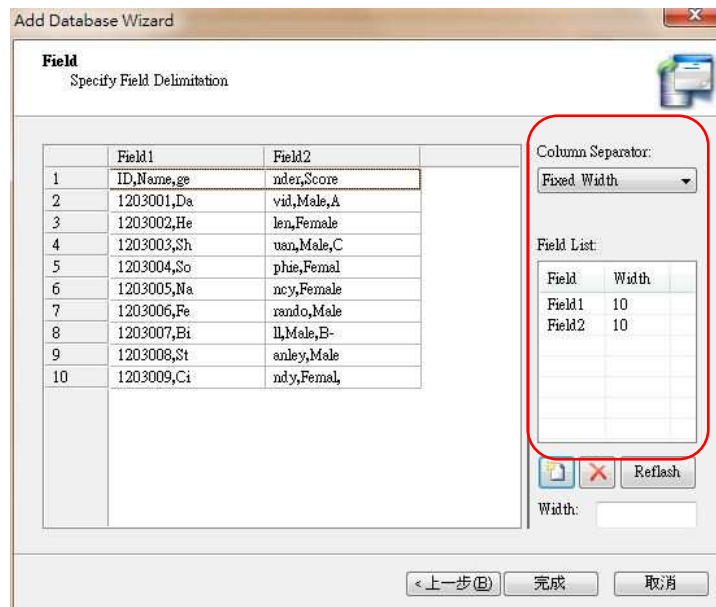 Add Database Wizard
Field
Specify Field Delimitation
Field1 Field2
1 ID,Name,ge nder,Score
2 1203001,Da vid,Male,A
3 1203002,He len,Female
4 1203003,Sh uan,Male,C
5 1203004,So phie,Femal
6 1203005,Na ncy,Female
7 1203006,Fe rando,Male
8 1203007,Bi ll,Male,B-
9 1203008,St anley,Male
10 1203009,Ci ndy,Femal,
Column Separator:
Fixed Width
Field List:
Field Width
Field1 10
Field2 10
Reflash
Width:
<上一步(B) 完成 取消